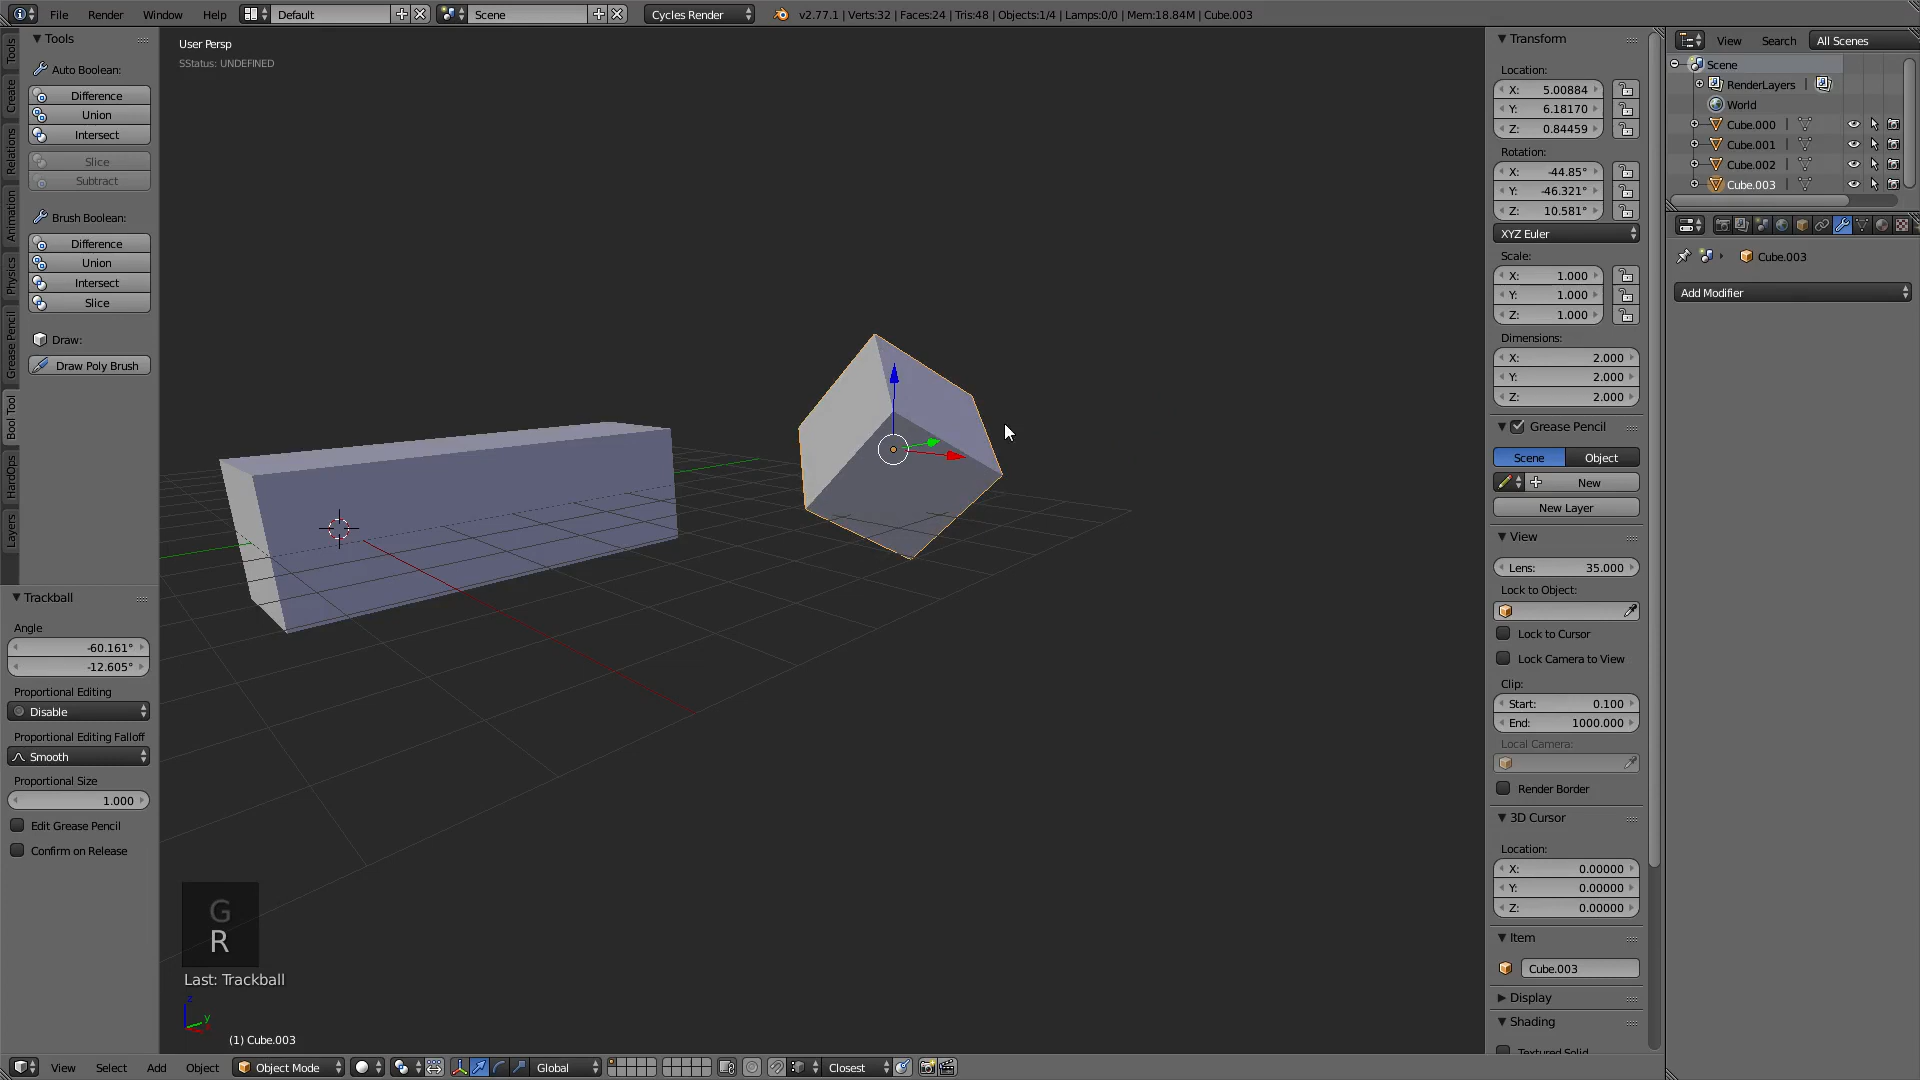 File Render Window Help Default Scene Cycles Render v2.77.1 | Verts:32 | Faces:24 | Tris:48 | Objects:1/4 | Lamps:0/0 | Mem:18.84M | Cube.003
Tools
Create
Relations
Animation
Physics
Grease Pencil
Bool Tool
HardOps
Layers
Tools
Auto Boolean:
Difference
Union
Intersect
Slice
Subtract
Brush Boolean:
Difference
Union
Intersect
Slice
Draw:
Draw Poly Brush
Trackball
Angle
-60.161°
-12.605°
Proportional Editing
Disable
Proportional Editing Falloff
Smooth
Proportional Size
1.000
Edit Grease Pencil
Confirm on Release
User Persp
SStatus: UNDEFINED
G
R
Last: Trackball
z
y
(1) Cube.003
View Select Add Object Object Mode Global Closest
Transform
Location:
X: 5.00884
Y: 6.18170
Z: 0.84459
Rotation:
X: -44.85°
Y: -46.321°
Z: 10.581°
XYZ Euler
Scale:
X: 1.000
Y: 1.000
Z: 1.000
Dimensions:
X: 2.000
Y: 2.000
Z: 2.000
Grease Pencil
Scene Object
New
New Layer
View
Lens: 35.000
Lock to Object:
Lock to Cursor
Lock Camera to View
Clip:
Start: 0.100
End: 1000.000
Local Camera:
Render Border
3D Cursor
Location:
X: 0.00000
Y: 0.00000
Z: 0.00000
Item
Cube.003
Display
Shading
Textured Solid
View Search All Scenes
Scene
RenderLayers |
World
Cube.000 |
Cube.001 |
Cube.002 |
Cube.003 |
Cube.003
Add Modifier